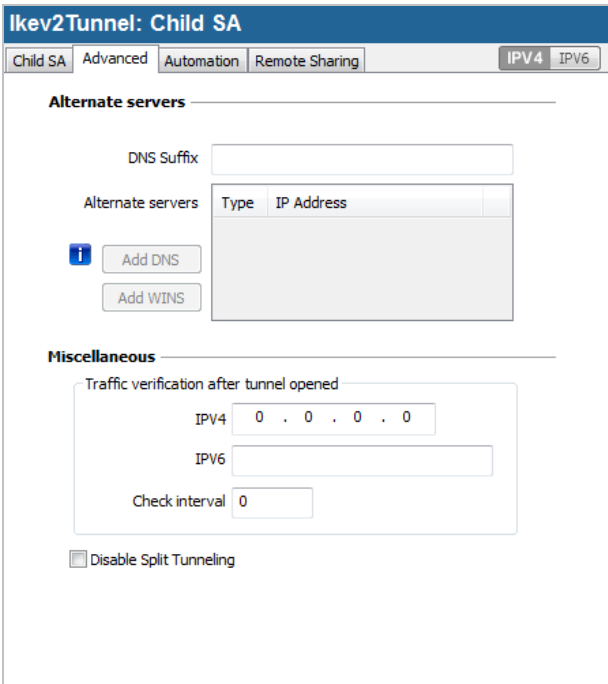 Ikev2Tunnel: Child SA
Child SA Advanced Automation Remote Sharing IPV4 IPV6
Alternate servers
DNS Suffix
Alternate servers Type IP Address
i Add DNS
Add WINS
Miscellaneous
Traffic verification after tunnel opened
IPV4 0 . 0 . 0 . 0
IPV6
Check interval 0
Disable Split Tunneling